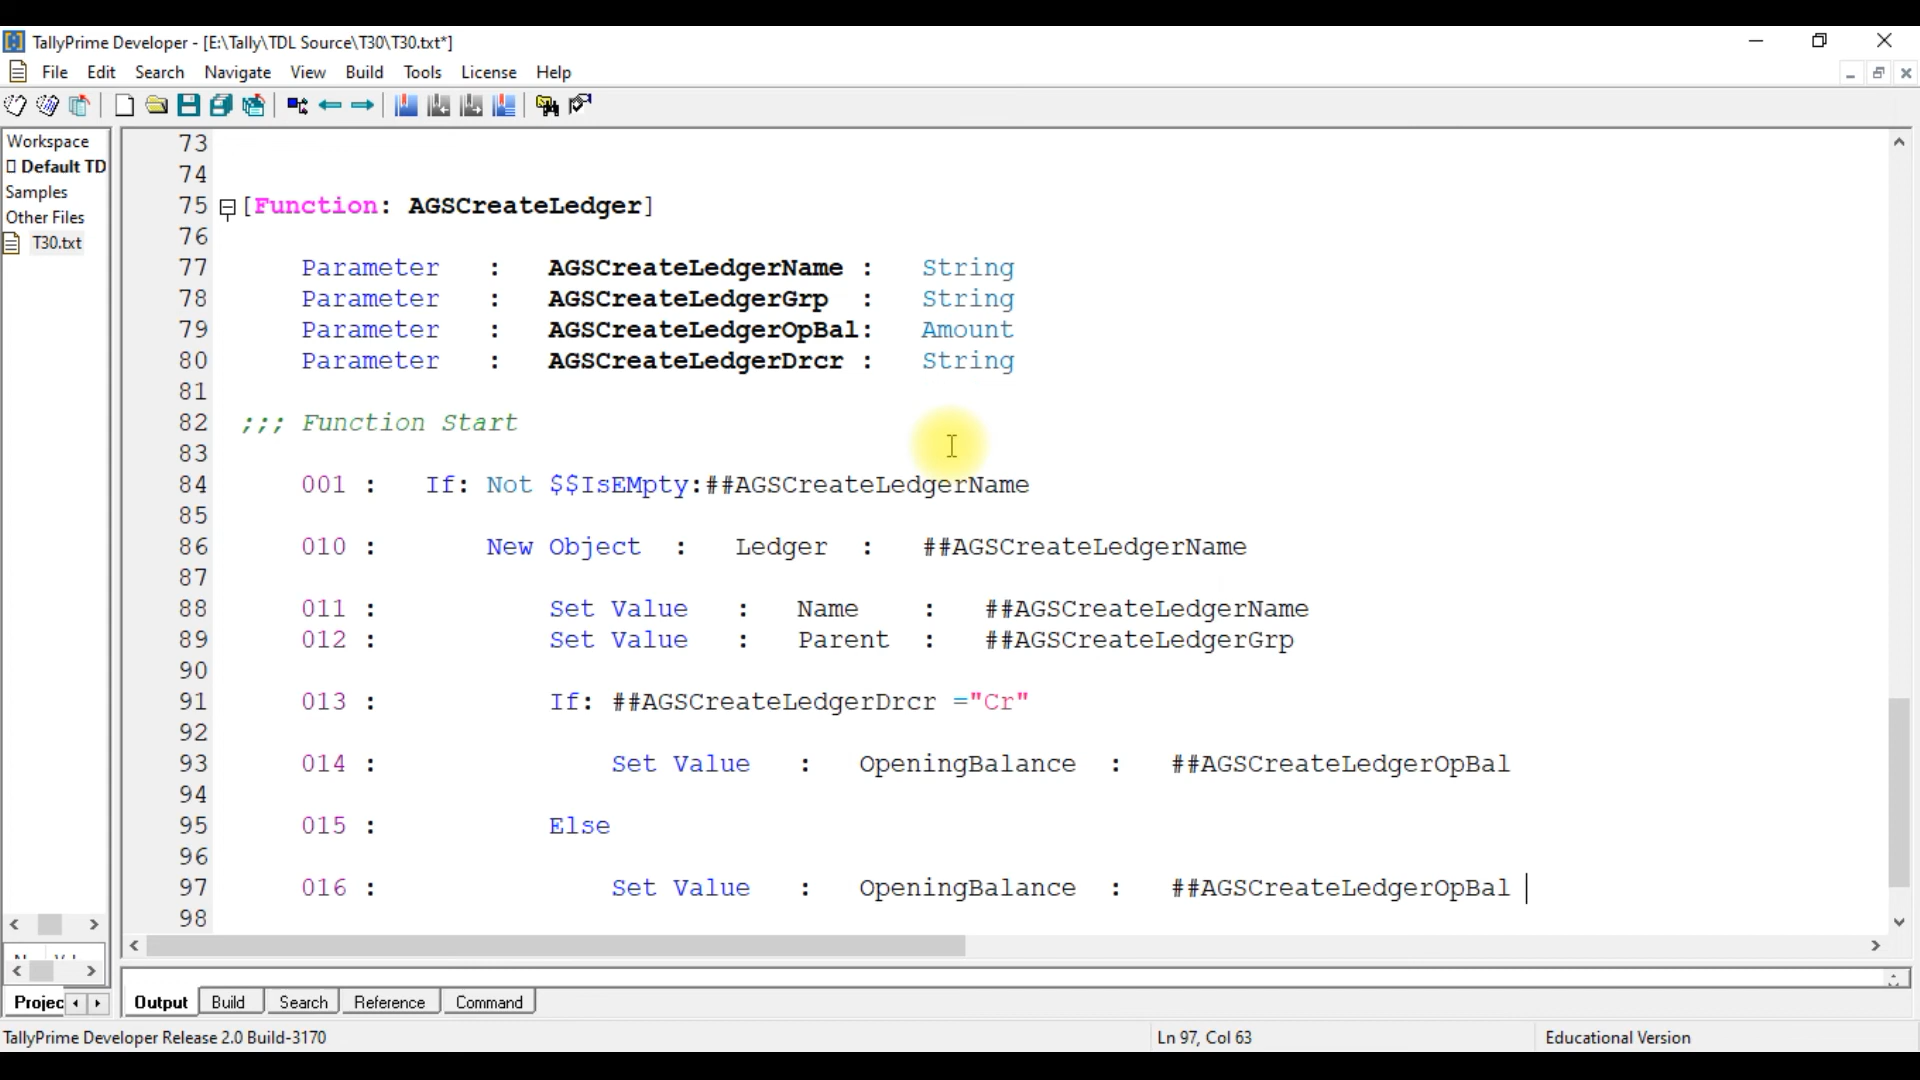 TallyPrime Developer - [E:\Tally\TDL Source\T30\T30.txt*]
File Edit Search Navigate View Build Tools License Help
Workspace
Default TD
Samples
Other Files
T30.txt
73
74
75 [Function: AGSCreateLedger]
76
77 Parameter : AGSCreateLedgerName : String
78 Parameter : AGSCreateLedgerGrp : String
79 Parameter : AGSCreateLedgerOpBal: Amount
80 Parameter : AGSCreateLedgerDrcr : String
81
82 ;;; Function Start
83
84 001 : If: Not $$IsEMpty:##AGSCreateLedgerName
85
86 010 : New Object : Ledger : ##AGSCreateLedgerName
87
88 011 : Set Value : Name : ##AGSCreateLedgerName
89 012 : Set Value : Parent : ##AGSCreateLedgerGrp
90
91 013 : If: ##AGSCreateLedgerDrcr ="Cr"
92
93 014 : Set Value : OpeningBalance : ##AGSCreateLedgerOpBal
94
95 015 : Else
96
97 016 : Set Value : OpeningBalance : ##AGSCreateLedgerOpBal
98
Projec
Output Build Search Reference Command
TallyPrime Developer Release 2.0 Build-3170 Ln 97, Col 63 Educational Version